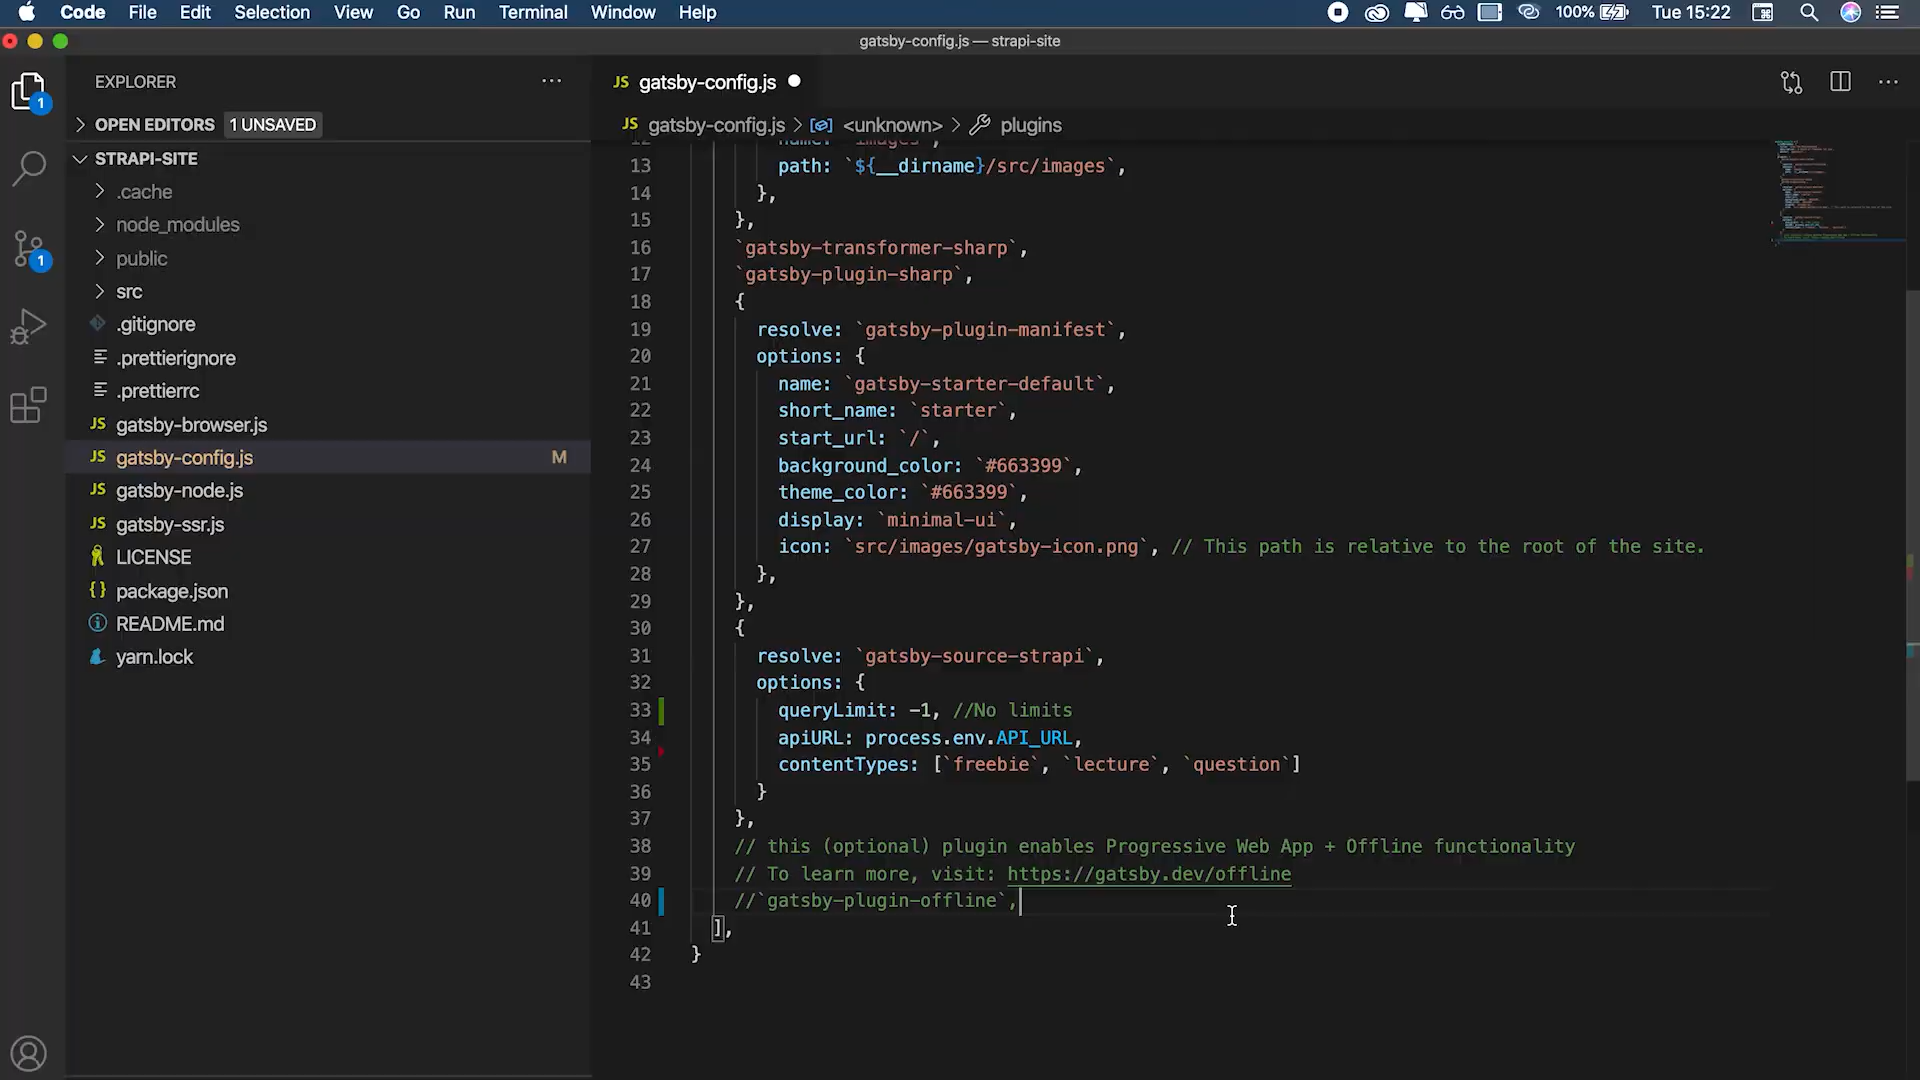 Code File Edit Selection View Go Run Terminal Window Help 100% Tue 15:22
gatsby-config.js — strapi-site
EXPLORER
OPEN EDITORS 1 UNSAVED
STRAPI-SITE
.cache
node_modules
public
src
.gitignore
.prettierignore
.prettierrc
JS gatsby-browser.js
JS gatsby-config.js M
JS gatsby-node.js
JS gatsby-ssr.js
LICENSE
{} package.json
README.md
yarn.lock
1
1
JS gatsby-config.js
JS gatsby-config.js > <unknown> > plugins
12 name: `images`,
13 path: `${__dirname}/src/images`,
14 },
15 },
16 `gatsby-transformer-sharp`,
17 `gatsby-plugin-sharp`,
18 {
19 resolve: `gatsby-plugin-manifest`,
20 options: {
21 name: `gatsby-starter-default`,
22 short_name: `starter`,
23 start_url: `/`,
24 background_color: `#663399`,
25 theme_color: `#663399`,
26 display: `minimal-ui`,
27 icon: `src/images/gatsby-icon.png`, // This path is relative to the root of the site.
28 },
29 },
30 {
31 resolve: `gatsby-source-strapi`,
32 options: {
33 queryLimit: -1, //No limits
34 apiURL: process.env.API_URL,
35 contentTypes: [`freebie`, `lecture`, `question`]
36 }
37 },
38 // this (optional) plugin enables Progressive Web App + Offline functionality
39 // To learn more, visit: https://gatsby.dev/offline
40 //`gatsby-plugin-offline`,
41 ],
42 }
43